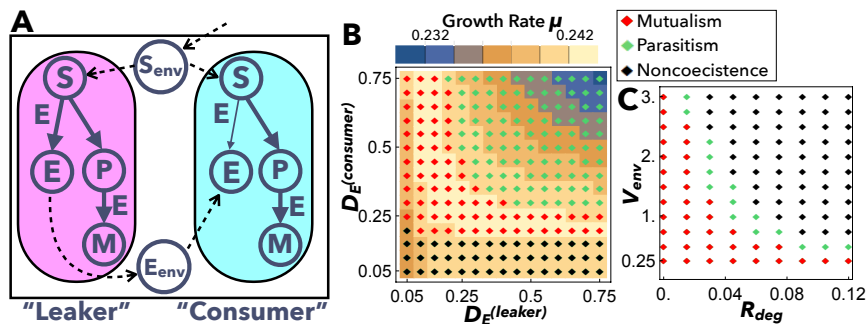 A
S
S env
S
E
E
E
P
E
P
E
E
M
M
E env
"Leaker"
"Consumer"
B
Growth Rate μ
0.232
0.242
D_E^(consumer)
0.75
0.5
0.25
0.05
0.05
0.25
0.5
0.75
D_E^(leaker)
Mutualism
Parasitism
Noncoecistence
C
V_env
3.
2.
1.
0.25
0.
0.04
0.08
0.12
R_deg